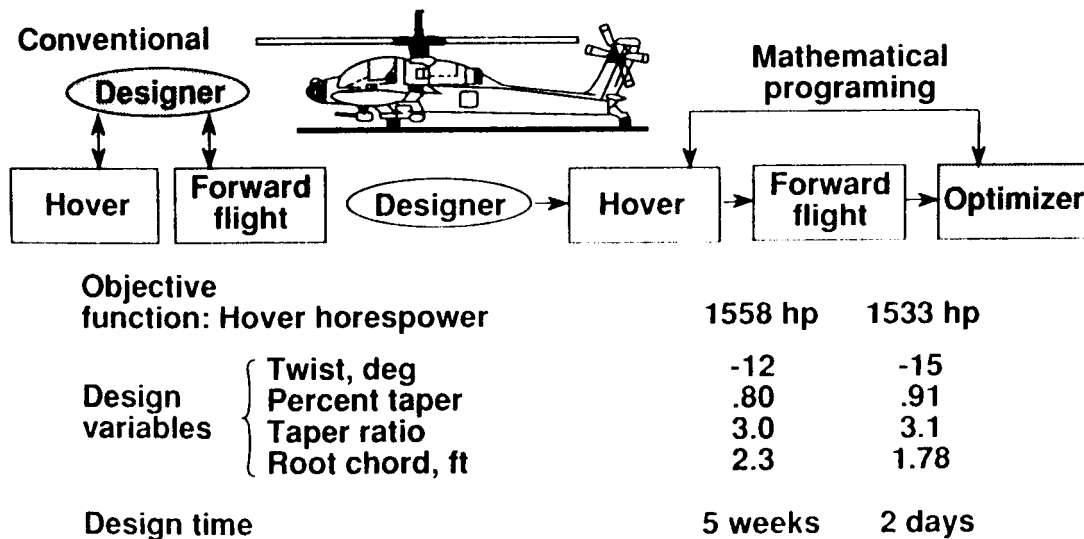 Conventional
Designer
Hover
Forward
flight
Mathematical
programing
Designer
Hover
Forward
flight
Optimizer
Objective
function: Hover horespower 1558 hp 1533 hp
Design
variables
Twist, deg -12 -15
Percent taper .80 .91
Taper ratio 3.0 3.1
Root chord, ft 2.3 1.78
Design time 5 weeks 2 days